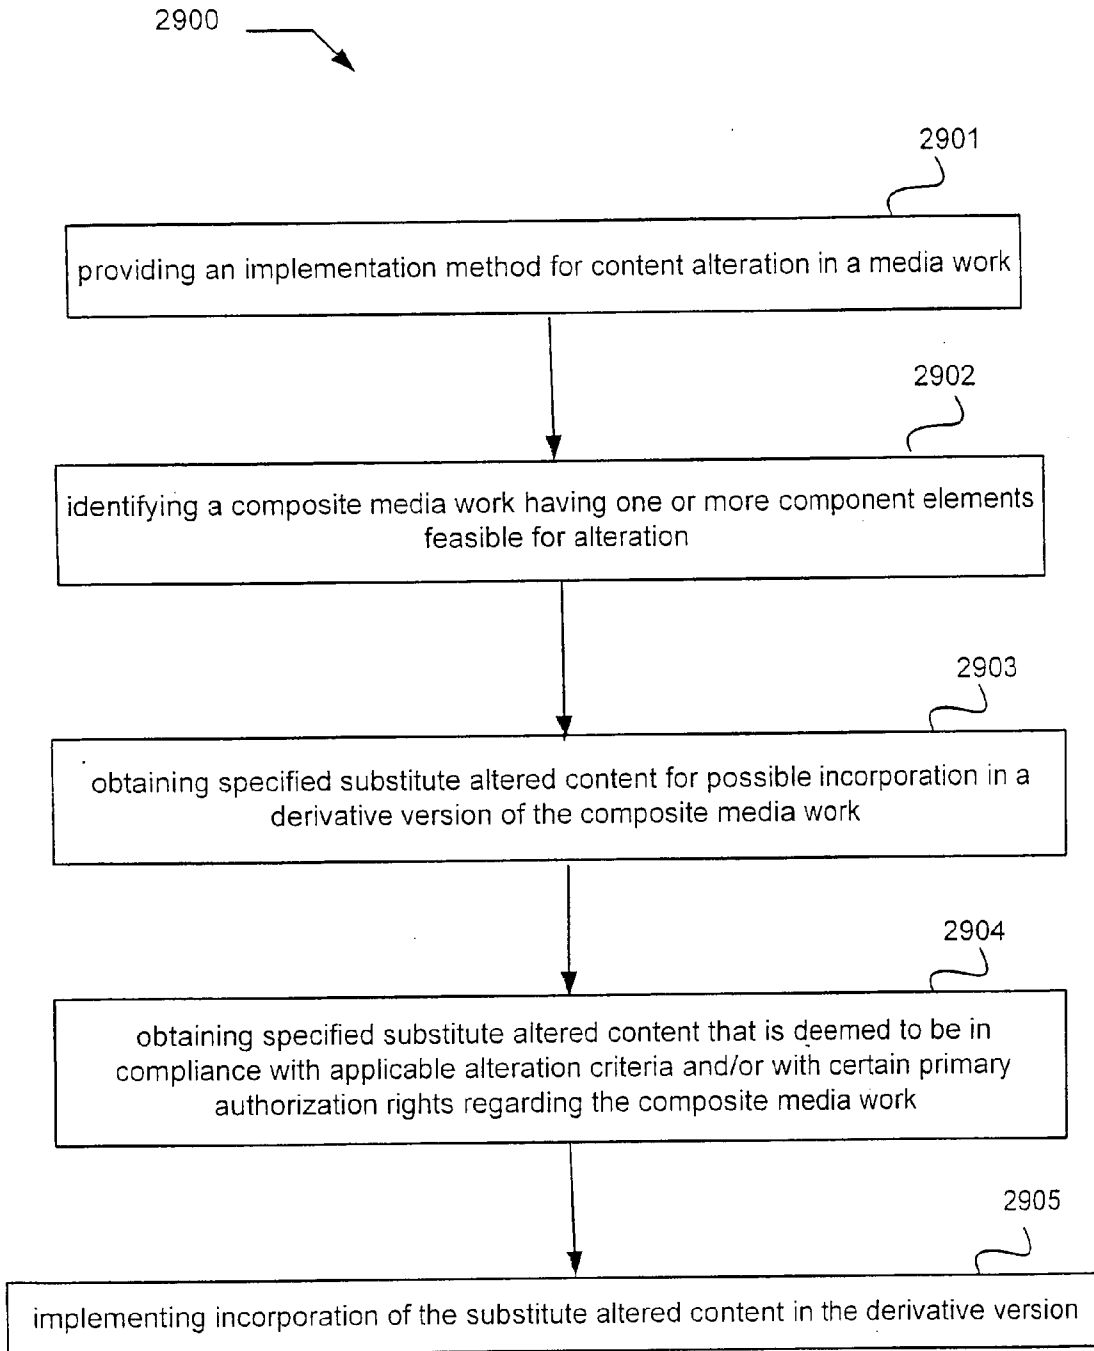 2900
2901
providing an implementation method for content alteration in a media work
2902
identifying a composite media work having one or more component elements
feasible for alteration
2903
obtaining specified substitute altered content for possible incorporation in a
derivative version of the composite media work
2904
obtaining specified substitute altered content that is deemed to be in
compliance with applicable alteration criteria and/or with certain primary
authorization rights regarding the composite media work
2905
implementing incorporation of the substitute altered content in the derivative version